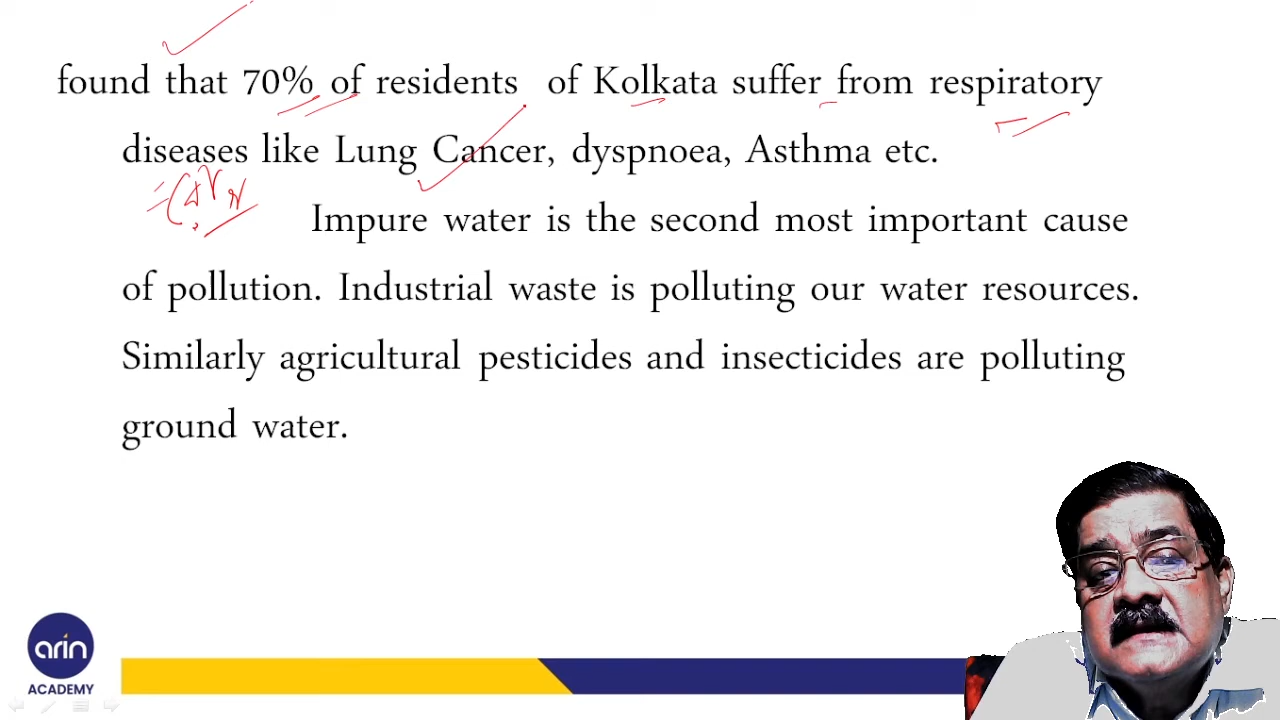 found that 70% of residents of Kolkata suffer from respiratory
diseases like Lung Cancer, dyspnoea, Asthma etc.
Impure water is the second most important cause
of pollution. Industrial waste is polluting our water resources.
Similarly agricultural pesticides and insecticides are polluting
ground water.
arin
ACADEMY